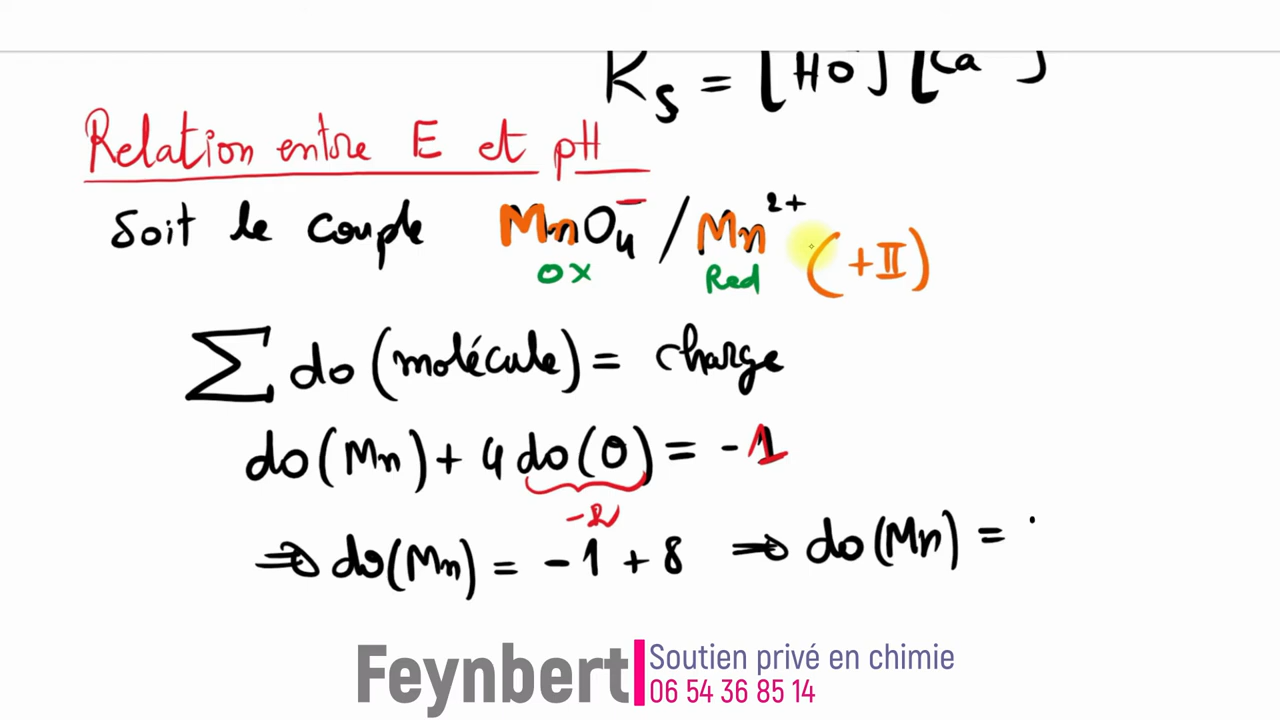 Ks = [HO⁻][Ca ]
Relation entre E et pH
Soit le couple MnO₄⁻ / Mn²⁺ (+II)
ox Red
∑ do (molécule) = charge
do(Mn) + 4 do(O) = -1
-2
⇒ do(Mn) = -1 + 8 ⇒ do(Mn) =
Feynbert
Soutien privé en chimie
06 54 36 85 14